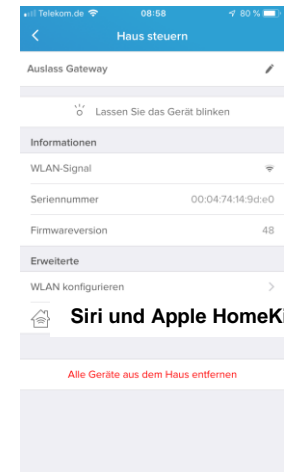 Telekom.de 08:58 80 %
Haus steuern
Auslass Gateway
Lassen Sie das Gerät blinken
Informationen
WLAN-Signal
Seriennummer 00:04:74:14:9d:e0
Firmwareversion 48
Erweiterte
WLAN konfigurieren
Siri und Apple HomeKi
Alle Geräte aus dem Haus entfernen